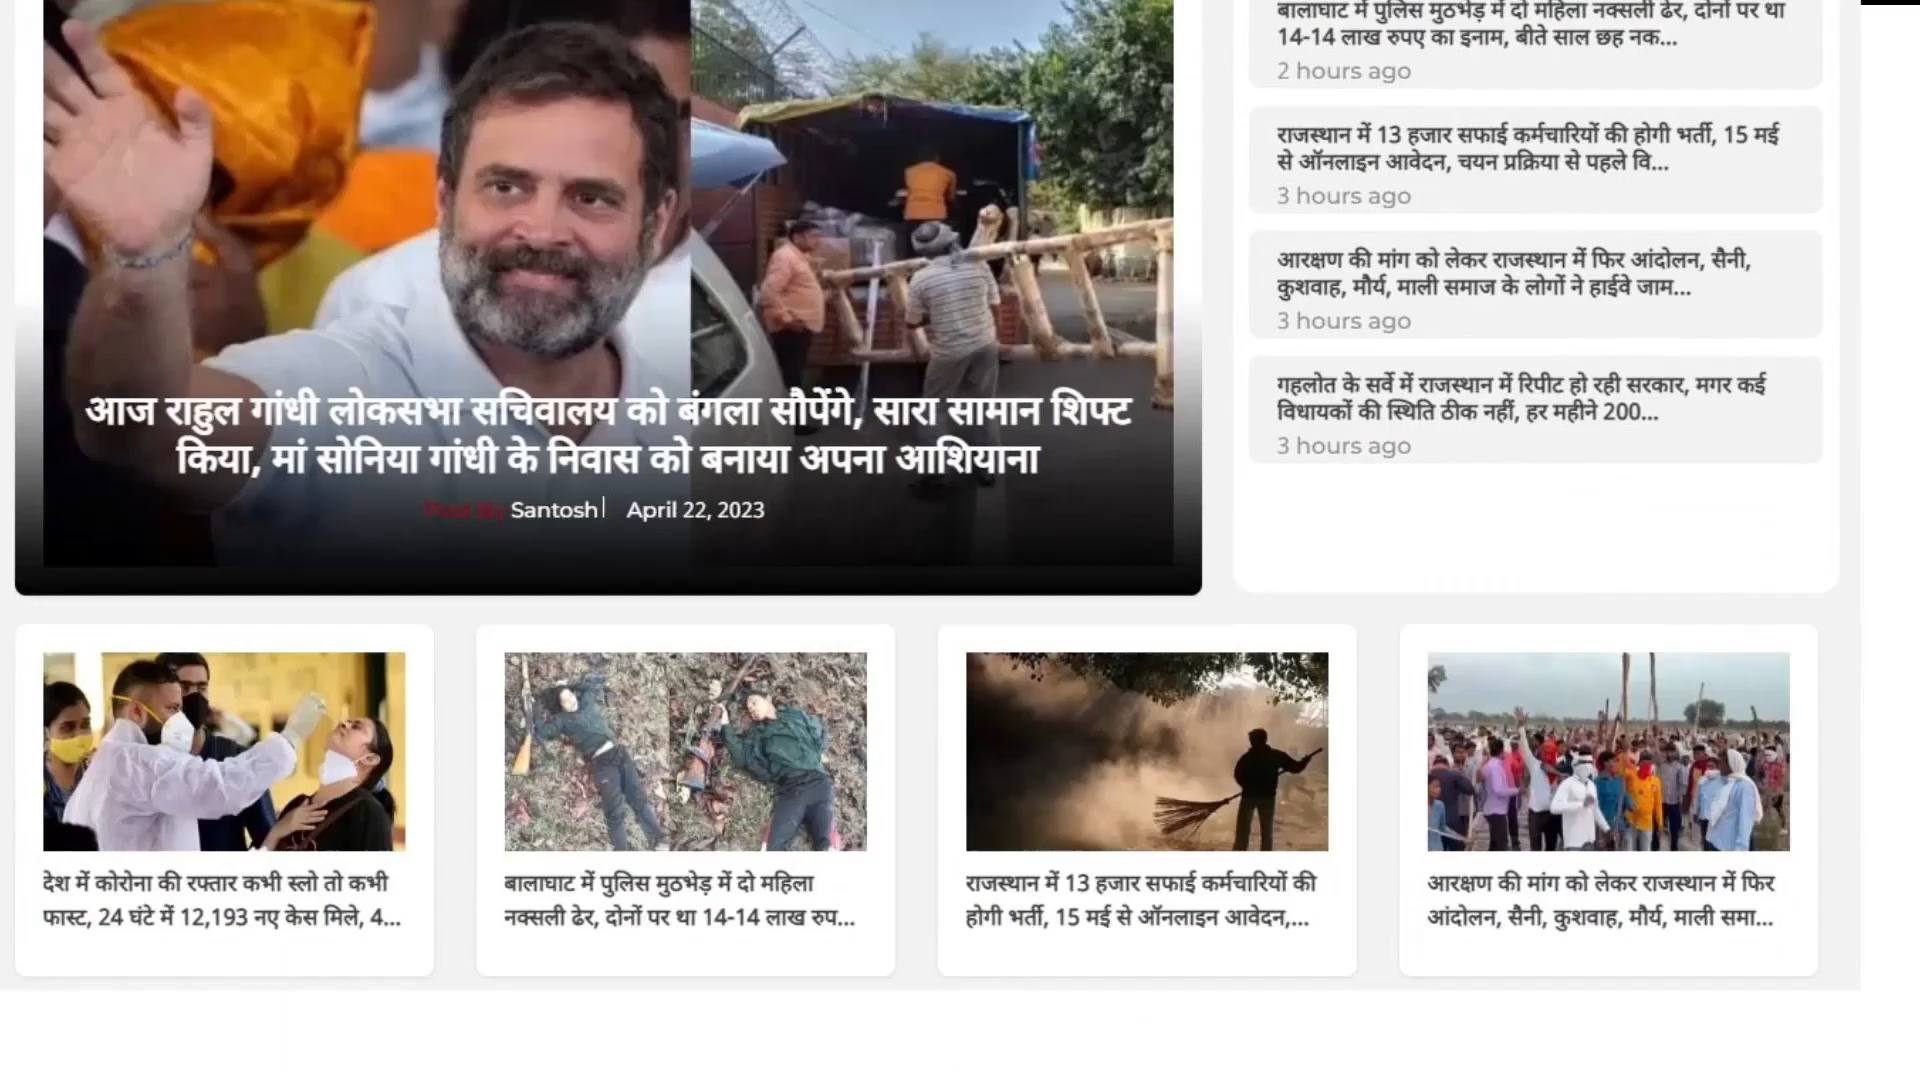 आज राहुल गांधी लोकसभा सचिवालय को बंगला सौपेंगे, सारा सामान शिफ्ट
किया, मां सोनिया गांधी के निवास को बनाया अपना आशियाना
Post By Santosh| April 22, 2023
बालाघाट में पुलिस मुठभेड़ में दो महिला नक्सली ढेर, दोनों पर था
14-14 लाख रुपए का इनाम, बीते साल छह नक...
2 hours ago
राजस्थान में 13 हजार सफाई कर्मचारियों की होगी भर्ती, 15 मई
से ऑनलाइन आवेदन, चयन प्रक्रिया से पहले वि...
3 hours ago
आरक्षण की मांग को लेकर राजस्थान में फिर आंदोलन, सैनी,
कुशवाह, मौर्य, माली समाज के लोगों ने हाईवे जाम...
3 hours ago
गहलोत के सर्वे में राजस्थान में रिपीट हो रही सरकार, मगर कई
विधायकों की स्थिति ठीक नहीं, हर महीने 200...
3 hours ago
देश में कोरोना की रफ्तार कभी स्लो तो कभी
फास्ट, 24 घंटे में 12,193 नए केस मिले, 4...
बालाघाट में पुलिस मुठभेड़ में दो महिला
नक्सली ढेर, दोनों पर था 14-14 लाख रुप...
राजस्थान में 13 हजार सफाई कर्मचारियों की
होगी भर्ती, 15 मई से ऑनलाइन आवेदन,...
आरक्षण की मांग को लेकर राजस्थान में फिर
आंदोलन, सैनी, कुशवाह, मौर्य, माली समा...